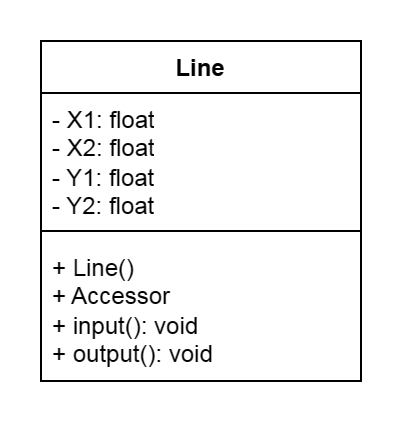 Line
- X1: float
- X2: float
- Y1: float
- Y2: float
+ Line()
+ Accessor
+ input(): void
+ output(): void